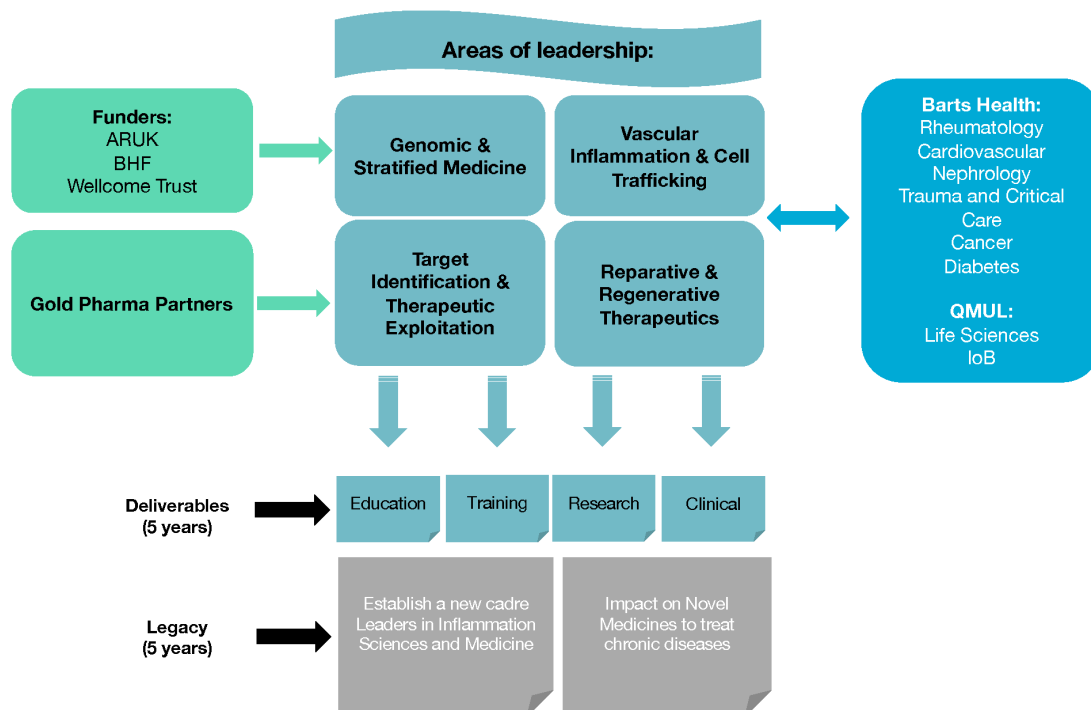 Areas of leadership:
Funders:
ARUK
BHF
Wellcome Trust
Gold Pharma Partners
Genomic &
Stratified Medicine
Vascular
Inflammation & Cell
Trafficking
Target
Identification &
Therapeutic
Exploitation
Reparative &
Regenerative
Therapeutics
Barts Health:
Rheumatology
Cardiovascular
Nephrology
Trauma and Critical
Care
Cancer
Diabetes
QMUL:
Life Sciences
IoB
Deliverables
(5 years)
Education
Training
Research
Clinical
Legacy
(5 years)
Establish a new cadre
Leaders in Inflammation
Sciences and Medicine
Impact on Novel
Medicines to treat
chronic diseases